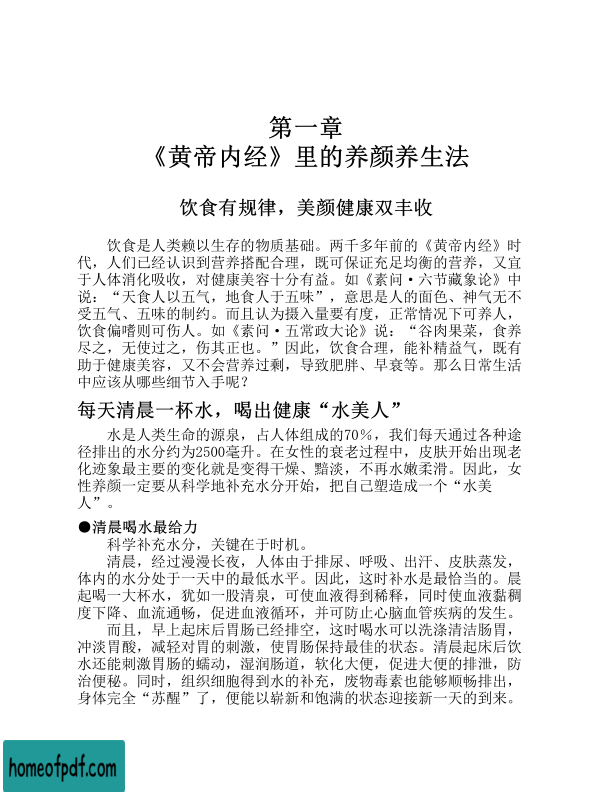 第一章
《黄帝内经》里的养颜养生法
饮食有规律，美颜健康双丰收
饮食是人类赖以生存的物质基础。两千多年前的《黄帝内经》时
代，人们已经认识到营养搭配合理，既可保证充足均衡的营养，又宜
于人体消化吸收，对健康美容十分有益。如《素问·六节藏象论》中
说：“天食人以五气，地食人于五味”，意思是人的面色、神气无不
受五气、五味的制约。而且认为摄入量要有度，正常情况下可养人，
饮食偏嗜则可伤人。如《素问·五常政大论》说：“谷肉果菜，食养
尽之，无使过之，伤其正也。”因此，饮食合理，能补精益气，既有
助于健康美容，又不会营养过剩，导致肥胖、早衰等。那么日常生活
中应该从哪些细节入手呢？
每天清晨一杯水，喝出健康“水美人”
水是人类生命的源泉，占人体组成的70％，我们每天通过各种途
径排出的水分约为2500毫升。在女性的衰老过程中，皮肤开始出现老
化迹象最主要的变化就是变得干燥、黯淡，不再水嫩柔滑。因此，女
性养颜一定要从科学地补充水分开始，把自己塑造成一个“水美
人”。
●清晨喝水最给力
科学补充水分，关键在于时机。
清晨，经过漫漫长夜，人体由于排尿、呼吸、出汗、皮肤蒸发，
体内的水分处于一天中的最低水平。因此，这时补水是最恰当的。晨
起喝一大杯水，犹如一股清泉，可使血液得到稀释，同时使血液黏稠
度下降、血流通畅，促进血液循环，并可防止心脑血管疾病的发生。
而且，早上起床后胃肠已经排空，这时喝水可以洗涤清洁肠胃，
冲淡胃酸，减轻对胃的刺激，使胃肠保持最佳的状态。清晨起床后饮
水还能刺激胃肠的蠕动，湿润肠道，软化大便，促进大便的排泄，防
治便秘。同时，组织细胞得到水的补充，废物毒素也能够顺畅排出，
身体完全“苏醒”了，便能以崭新和饱满的状态迎接新一天的到来。
homeofpdf.com